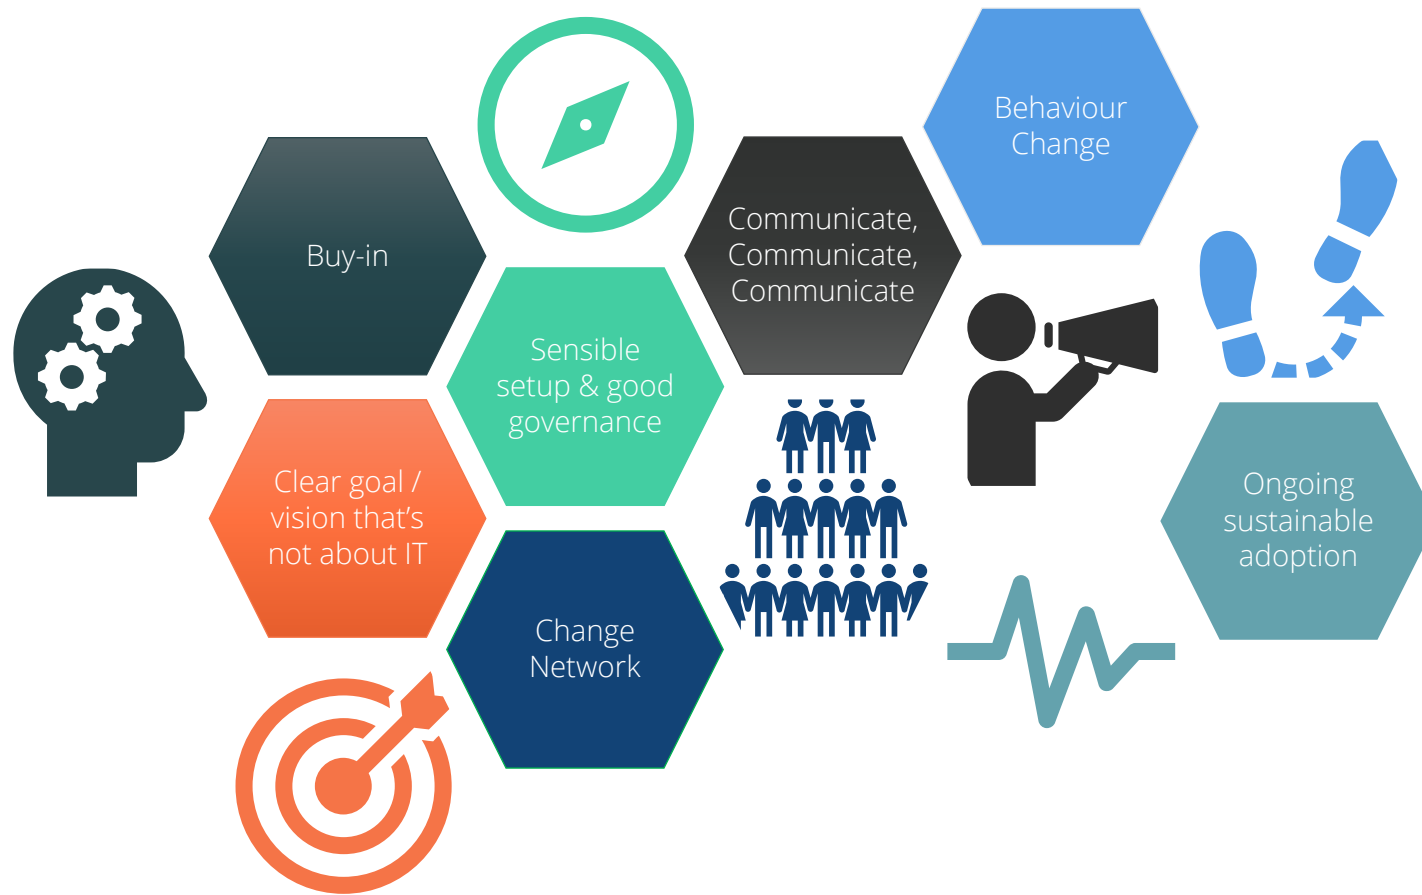 Buy-in
Clear goal /
vision that’s
not about IT
Sensible
setup & good
governance
Change
Network
Communicate,
Communicate,
Communicate
Behaviour
Change
Ongoing
sustainable
adoption